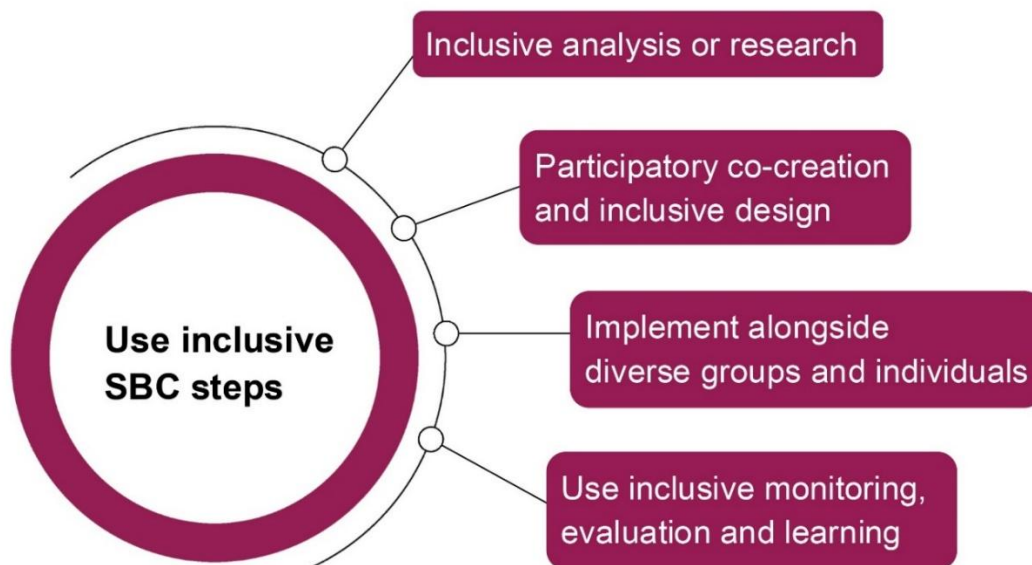 Inclusive analysis or research
Participatory co-creation
and inclusive design
Use inclusive
SBC steps
Implement alongside
diverse groups and individuals
Use inclusive monitoring,
evaluation and learning